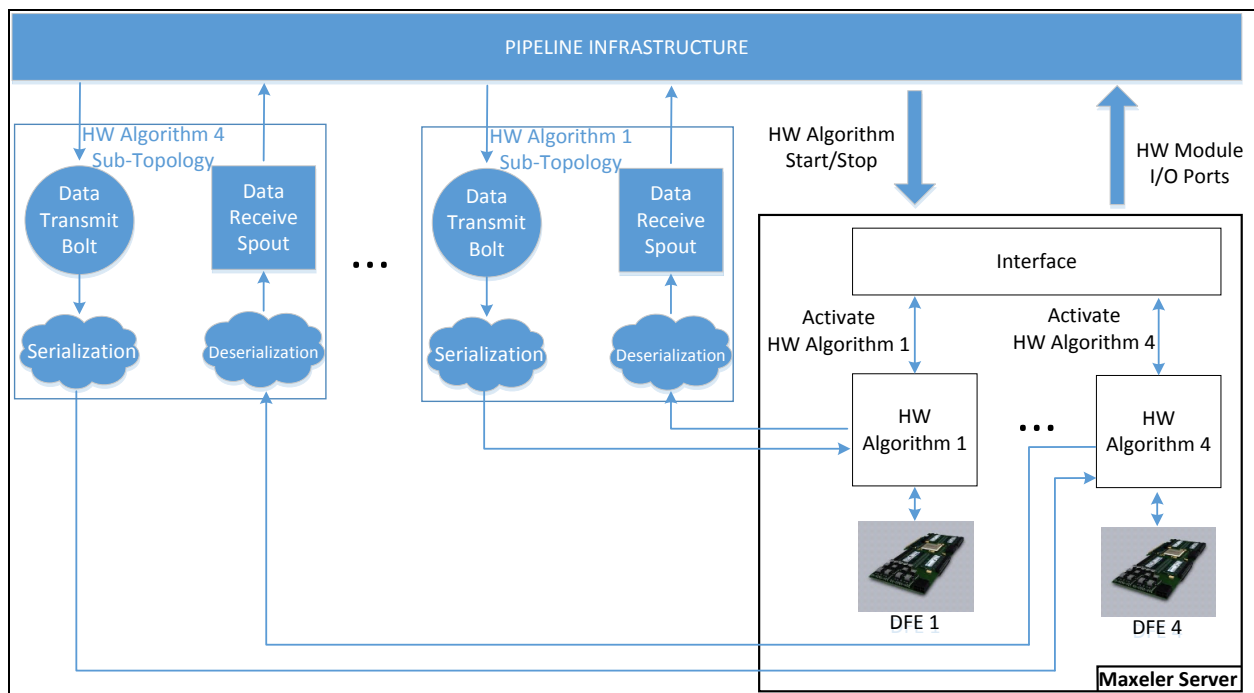 PIPELINE INFRASTRUCTURE
HW Algorithm 4
Sub-Topology
Data
Transmit
Bolt
Data
Receive
Spout
Serialization
Deserialization
...
HW Algorithm 1
Sub-Topology
Data
Transmit
Bolt
Data
Receive
Spout
Serialization
Deserialization
HW Algorithm
Start/Stop
HW Module
I/O Ports
Interface
Activate
HW Algorithm 1
Activate
HW Algorithm 4
HW
Algorithm 1
...
HW
Algorithm 4
DFE 1
DFE 4
Maxeler Server